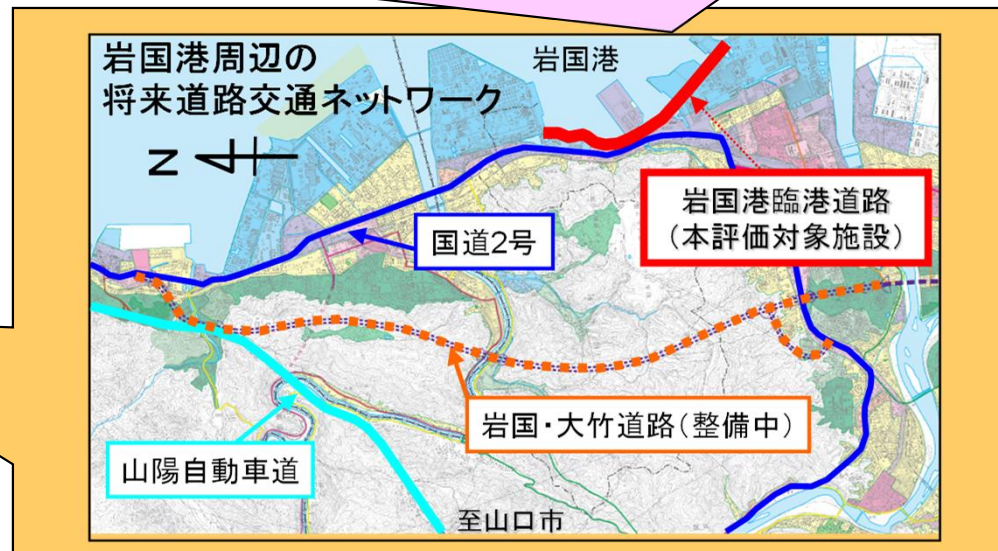 岩国港周辺の
将来道路交通ネットワーク
岩国港
N
岩国港臨港道路
(本評価対象施設)
国道2号
岩国・大竹道路(整備中)
山陽自動車道
至山口市